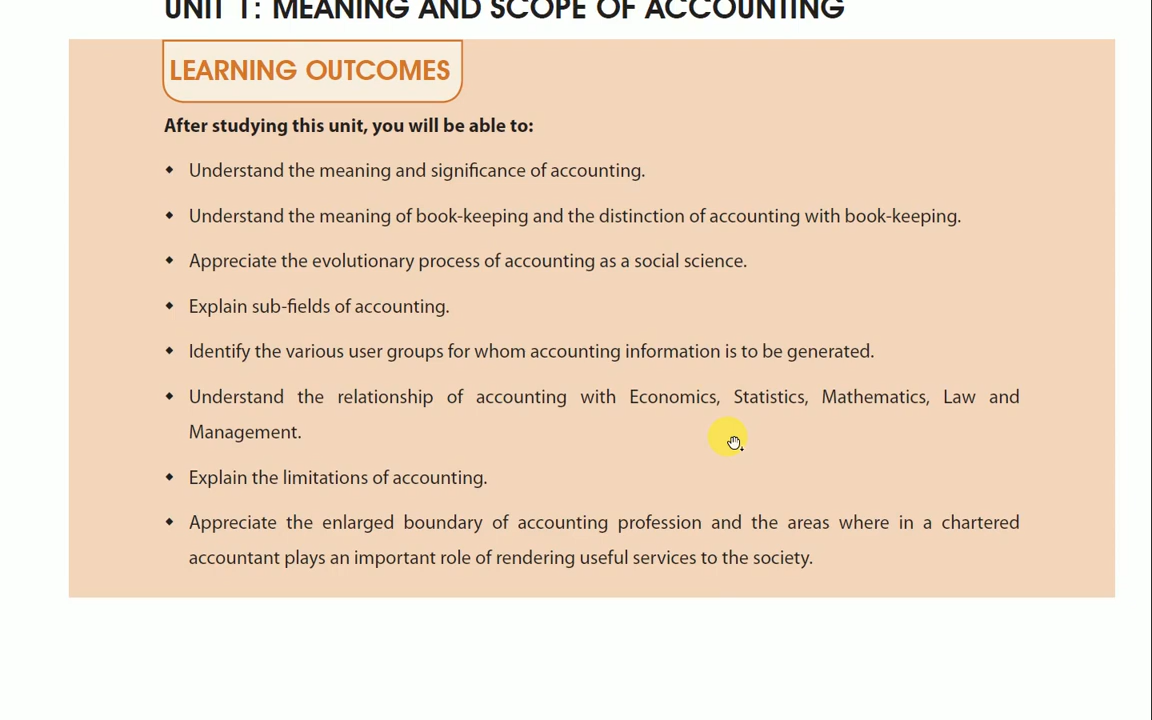 UNIT 1: MEANING AND SCOPE OF ACCOUNTING
LEARNING OUTCOMES
After studying this unit, you will be able to:
◆ Understand the meaning and significance of accounting.
◆ Understand the meaning of book-keeping and the distinction of accounting with book-keeping.
◆ Appreciate the evolutionary process of accounting as a social science.
◆ Explain sub-fields of accounting.
◆ Identify the various user groups for whom accounting information is to be generated.
◆ Understand the relationship of accounting with Economics, Statistics, Mathematics, Law and
Management.
◆ Explain the limitations of accounting.
◆ Appreciate the enlarged boundary of accounting profession and the areas where in a chartered
accountant plays an important role of rendering useful services to the society.